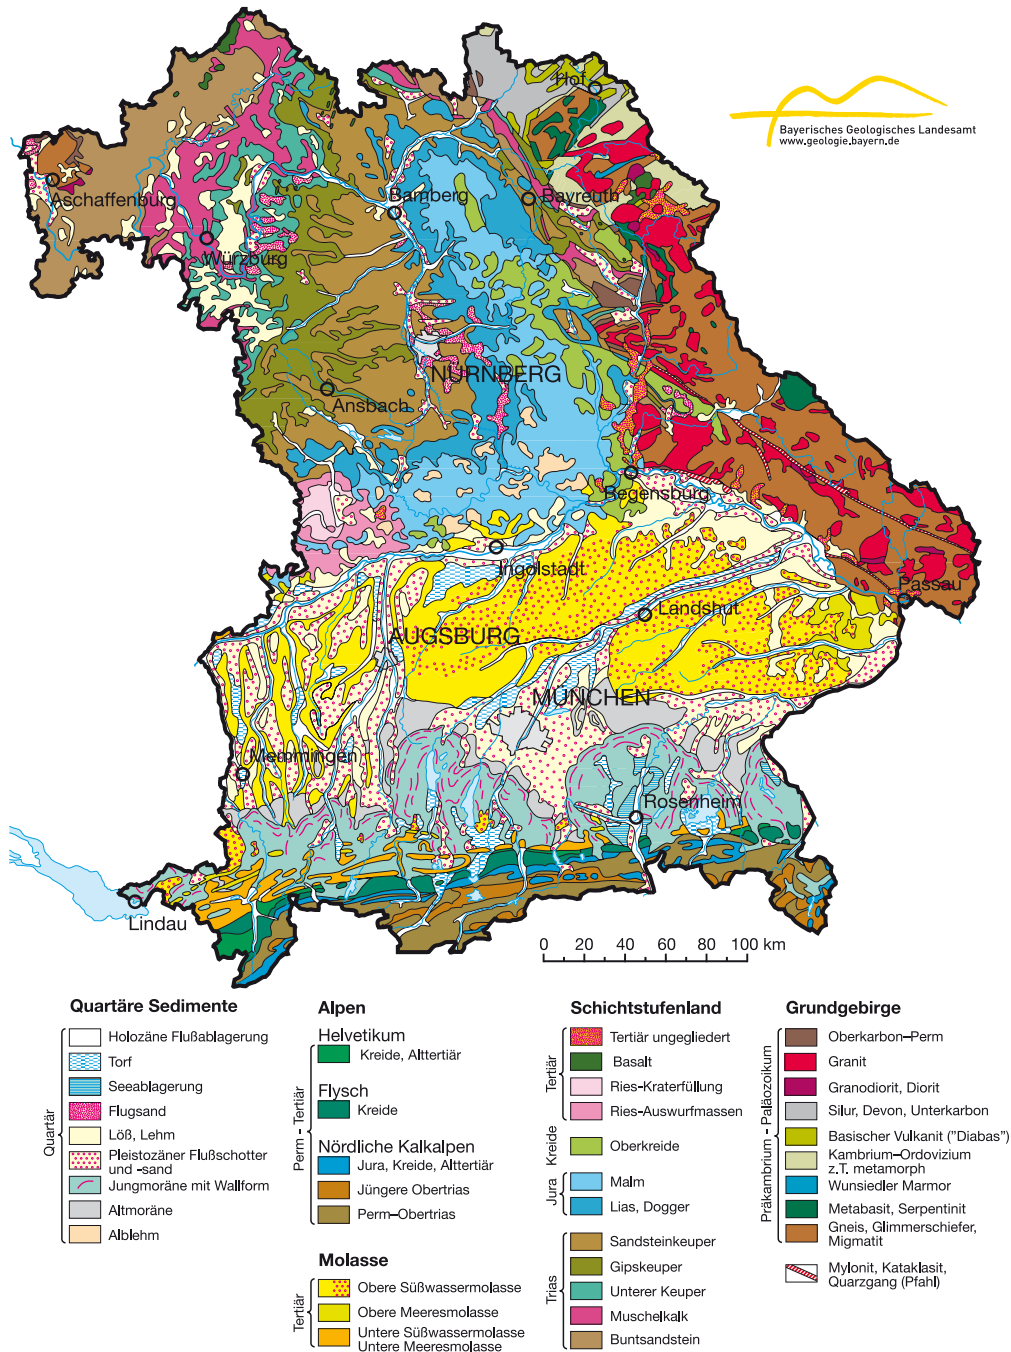 Bayerisches Geologisches Landesamt
www.geologie.bayern.de
Hof
Aschaffenburg
Bamberg
Bayreuth
Würzburg
NÜRNBERG
Ansbach
Regensburg
Ingolstadt
Passau
Landshut
AUGSBURG
MÜNCHEN
Memmingen
Rosenheim
Lindau
0 20 40 60 80 100 km
Quartäre Sedimente
Quartär
Holozäne Flußablagerung
Torf
Seeablagerung
Flugsand
Löß, Lehm
Pleistozäner Flußschotter
und -sand
Jungmoräne mit Wallform
Altmoräne
Alblehm
Alpen
Perm - Tertiär
Helvetikum
Kreide, Alttertiär
Flysch
Kreide
Nördliche Kalkalpen
Jura, Kreide, Alttertiär
Jüngere Obertrias
Perm–Obertrias
Molasse
Tertiär
Obere Süßwassermolasse
Obere Meeresmolasse
Untere Süßwassermolasse
Untere Meeresmolasse
Schichtstufenland
Tertiär
Tertiär ungegliedert
Basalt
Ries-Kraterfüllung
Ries-Auswurfmassen
Kreide
Oberkreide
Jura
Malm
Lias, Dogger
Trias
Sandsteinkeuper
Gipskeuper
Unterer Keuper
Muschelkalk
Buntsandstein
Grundgebirge
Präkambrium - Paläozoikum
Oberkarbon–Perm
Granit
Granodiorit, Diorit
Silur, Devon, Unterkarbon
Basischer Vulkanit ("Diabas")
Kambrium–Ordovizium
z.T. metamorph
Wunsiedler Marmor
Metabasit, Serpentinit
Gneis, Glimmerschiefer,
Migmatit
Mylonit, Kataklasit,
Quarzgang (Pfahl)